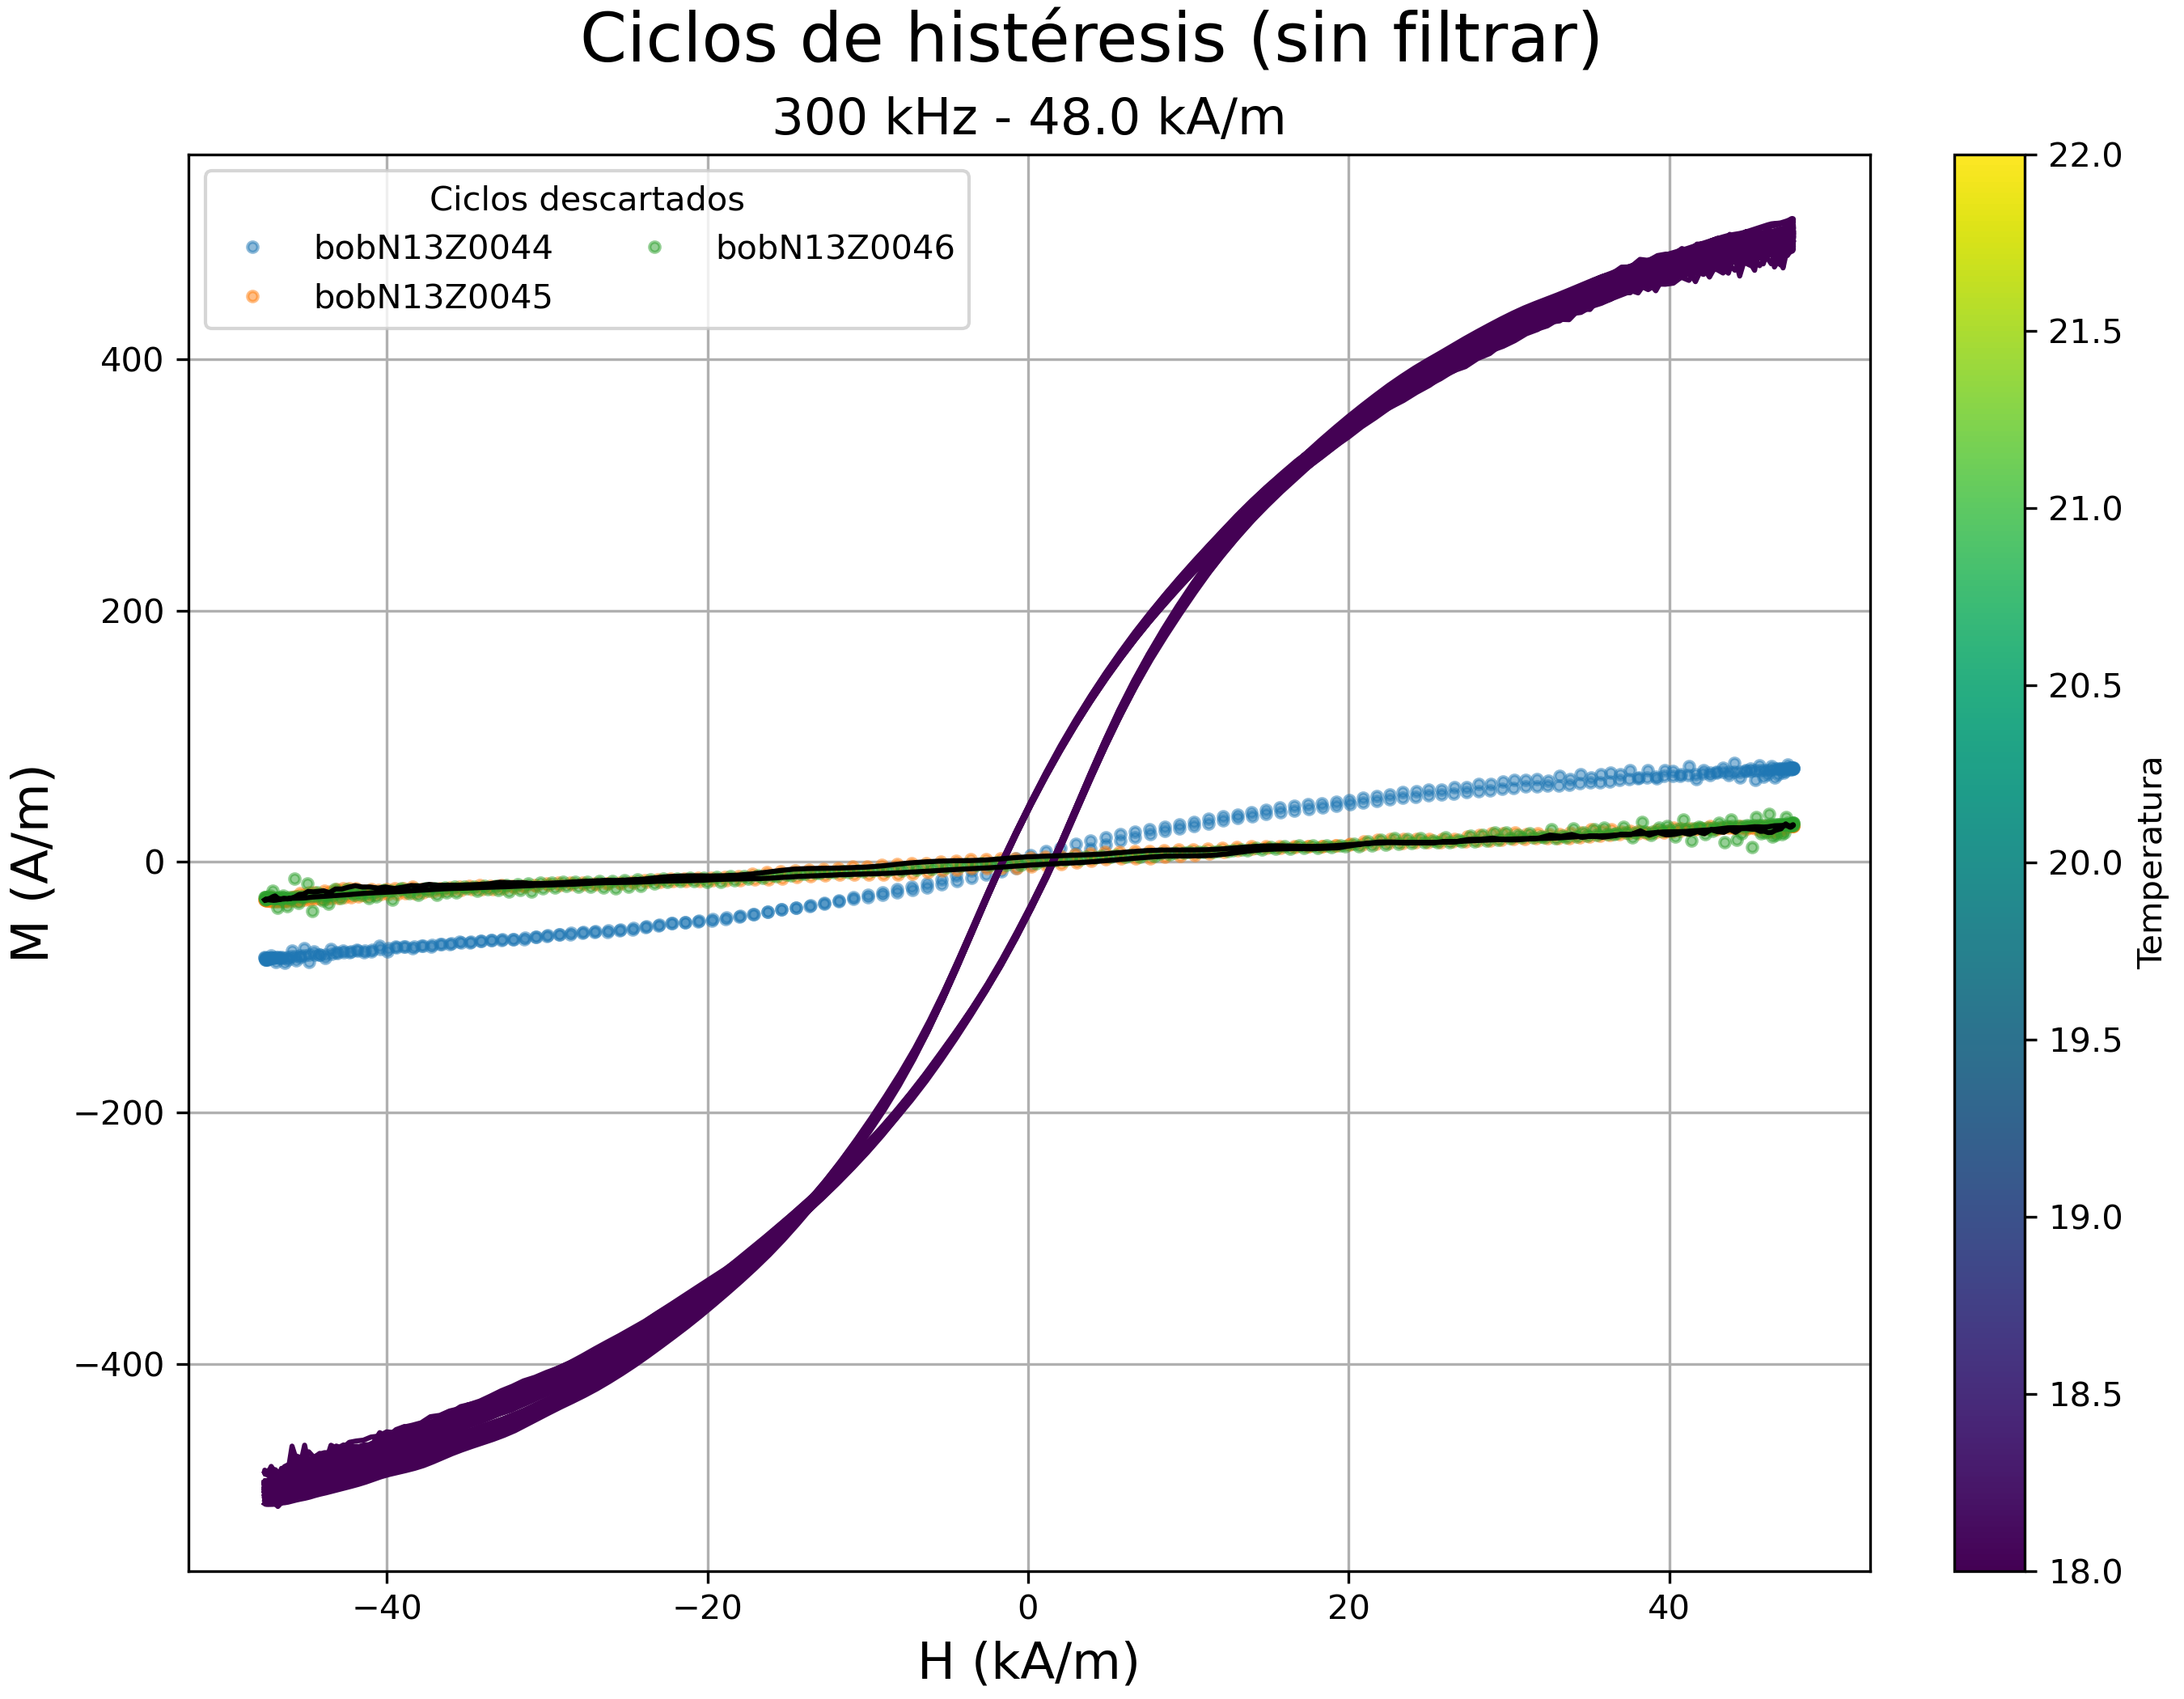 Ciclos de histéresis (sin filtrar)
300 kHz - 48.0 kA/m
Ciclos descartados
bobN13Z0044
bobN13Z0045
bobN13Z0046
400
200
0
−200
−400
M (A/m)
−40
−20
0
20
40
H (kA/m)
22.0
21.5
21.0
20.5
20.0
19.5
19.0
18.5
18.0
Temperatura